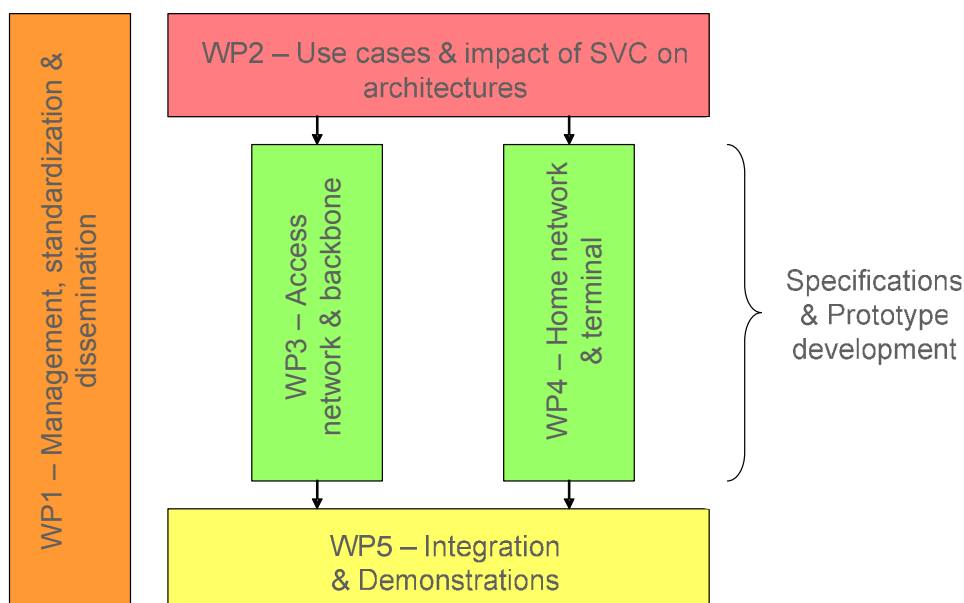 WP1 – Management, standardization &
dissemination
WP2 – Use cases & impact of SVC on
architectures
WP3 – Access
network & backbone
WP4 – Home network
& terminal
Specifications
& Prototype
development
WP5 – Integration
& Demonstrations